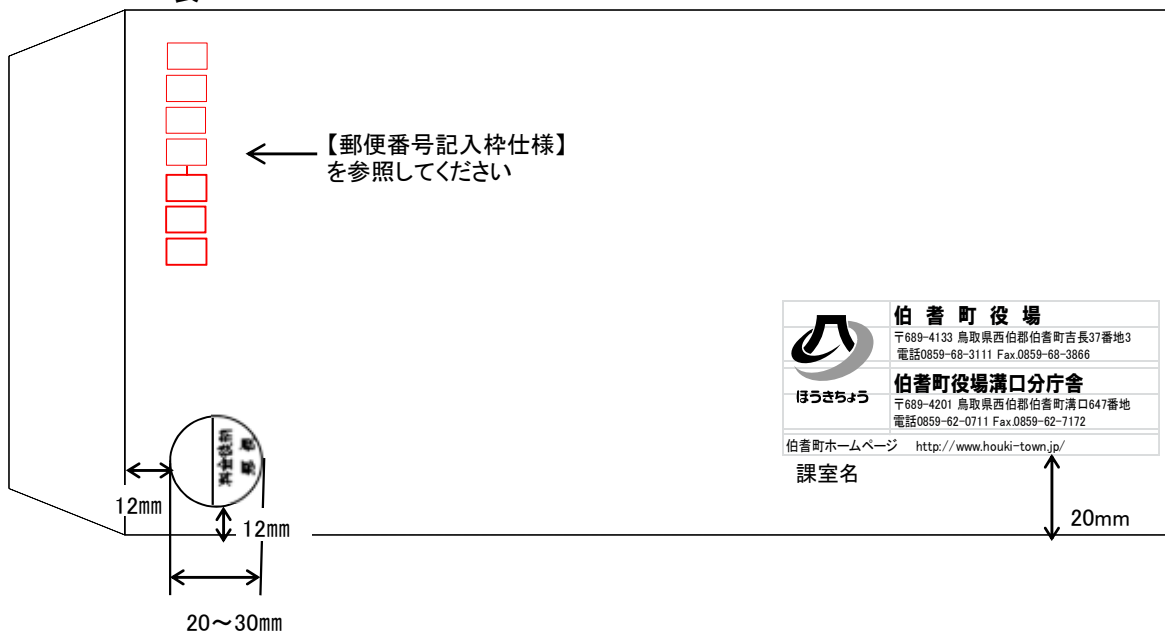 【郵便番号記入枠仕様】
を参照してください
伯耆町役場
〒689-4133 鳥取県西伯郡伯耆町吉長37番地3
電話0859-68-3111 Fax.0859-68-3866
伯耆町役場溝口分庁舎
〒689-4201 鳥取県西伯郡伯耆町溝口647番地
電話0859-62-0711 Fax.0859-62-7172
ほうきちょう
伯耆町ホームページ http://www.houki-town.jp/
課室名
料金後納
郵便
12mm
12mm
20mm
20～30mm